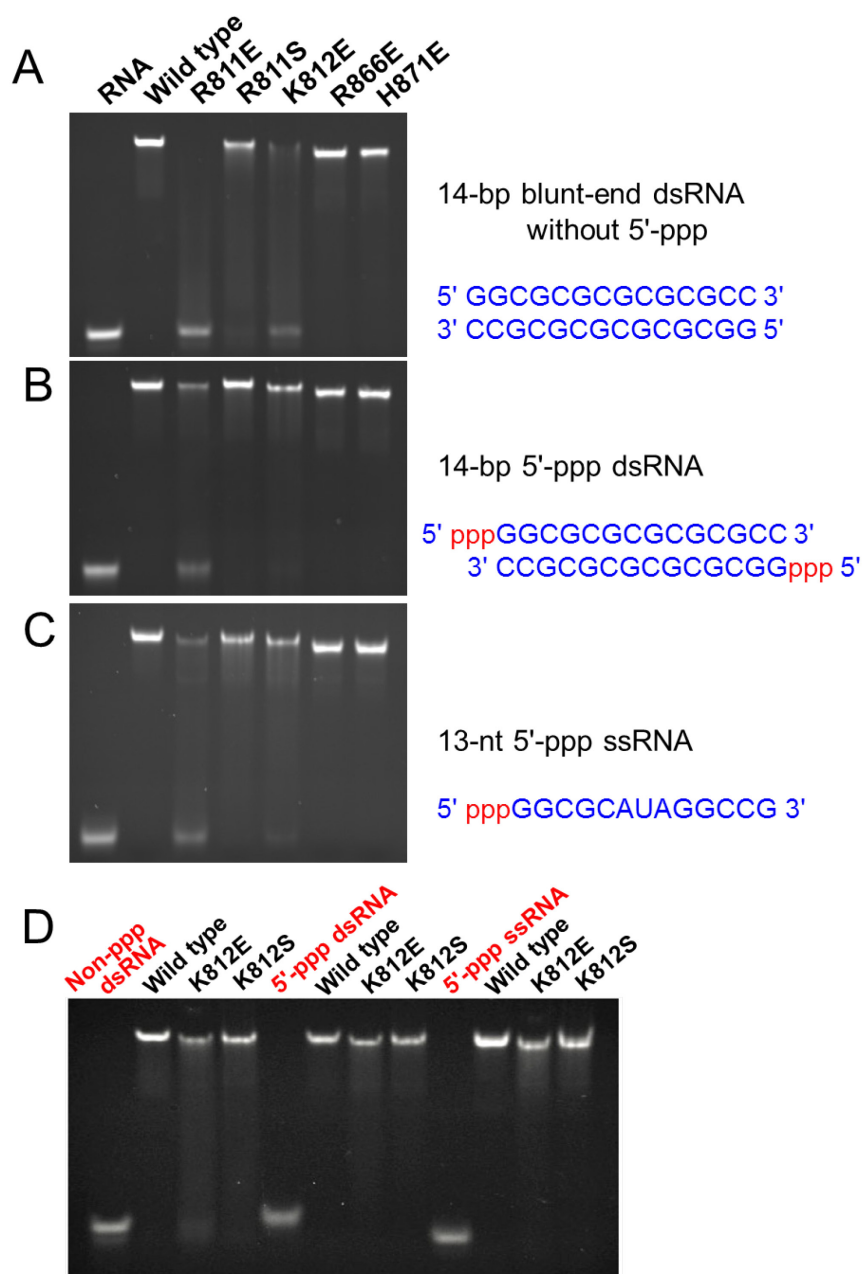 A
RNA
Wild type
R811E
R811S
K812E
R866E
H871E
14-bp blunt-end dsRNA
without 5'-ppp
5' GGCGCGCGCGCGCC 3'
3' CCGCGCGCGCGCGG 5'
B
14-bp 5'-ppp dsRNA
5' pppGGCGCGCGCGCGCC 3'
3' CCGCGCGCGCGCGGppp 5'
C
13-nt 5'-ppp ssRNA
5' pppGGCGCAUAGGCCG 3'
D
Non-ppp
dsRNA
Wild type
K812E
K812S
5'-ppp dsRNA
Wild type
K812E
K812S
5'-ppp ssRNA
Wild type
K812E
K812S